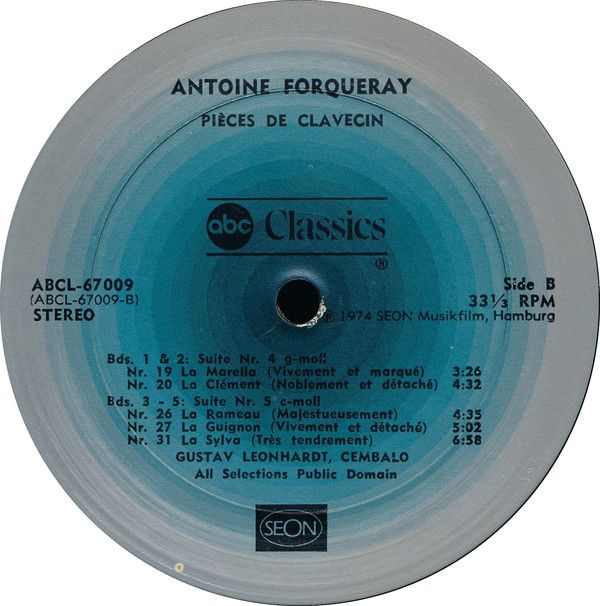 ANTOINE FORQUERAY
PIÈCES DE CLAVECIN
abc Classics
®
ABCL-67009
(ABCL-67009-B)
STEREO
Side B
33⅓ RPM
℗ 1974 SEON Musikfilm, Hamburg
Bds. 1 & 2: Suite Nr. 4 g-moll
Nr. 19 La Marella (Vivement et marqué) 3:26
Nr. 20 La Clément (Noblement et détaché) 4:32
Bds. 3 - 5: Suite Nr. 5 c-moll
Nr. 26 La Rameau (Majestueusement) 4:35
Nr. 27 La Guignon (Vivement et détaché) 5:02
Nr. 31 La Sylva (Très tendrement) 6:58
GUSTAV LEONHARDT, CEMBALO
All Selections Public Domain
SEON